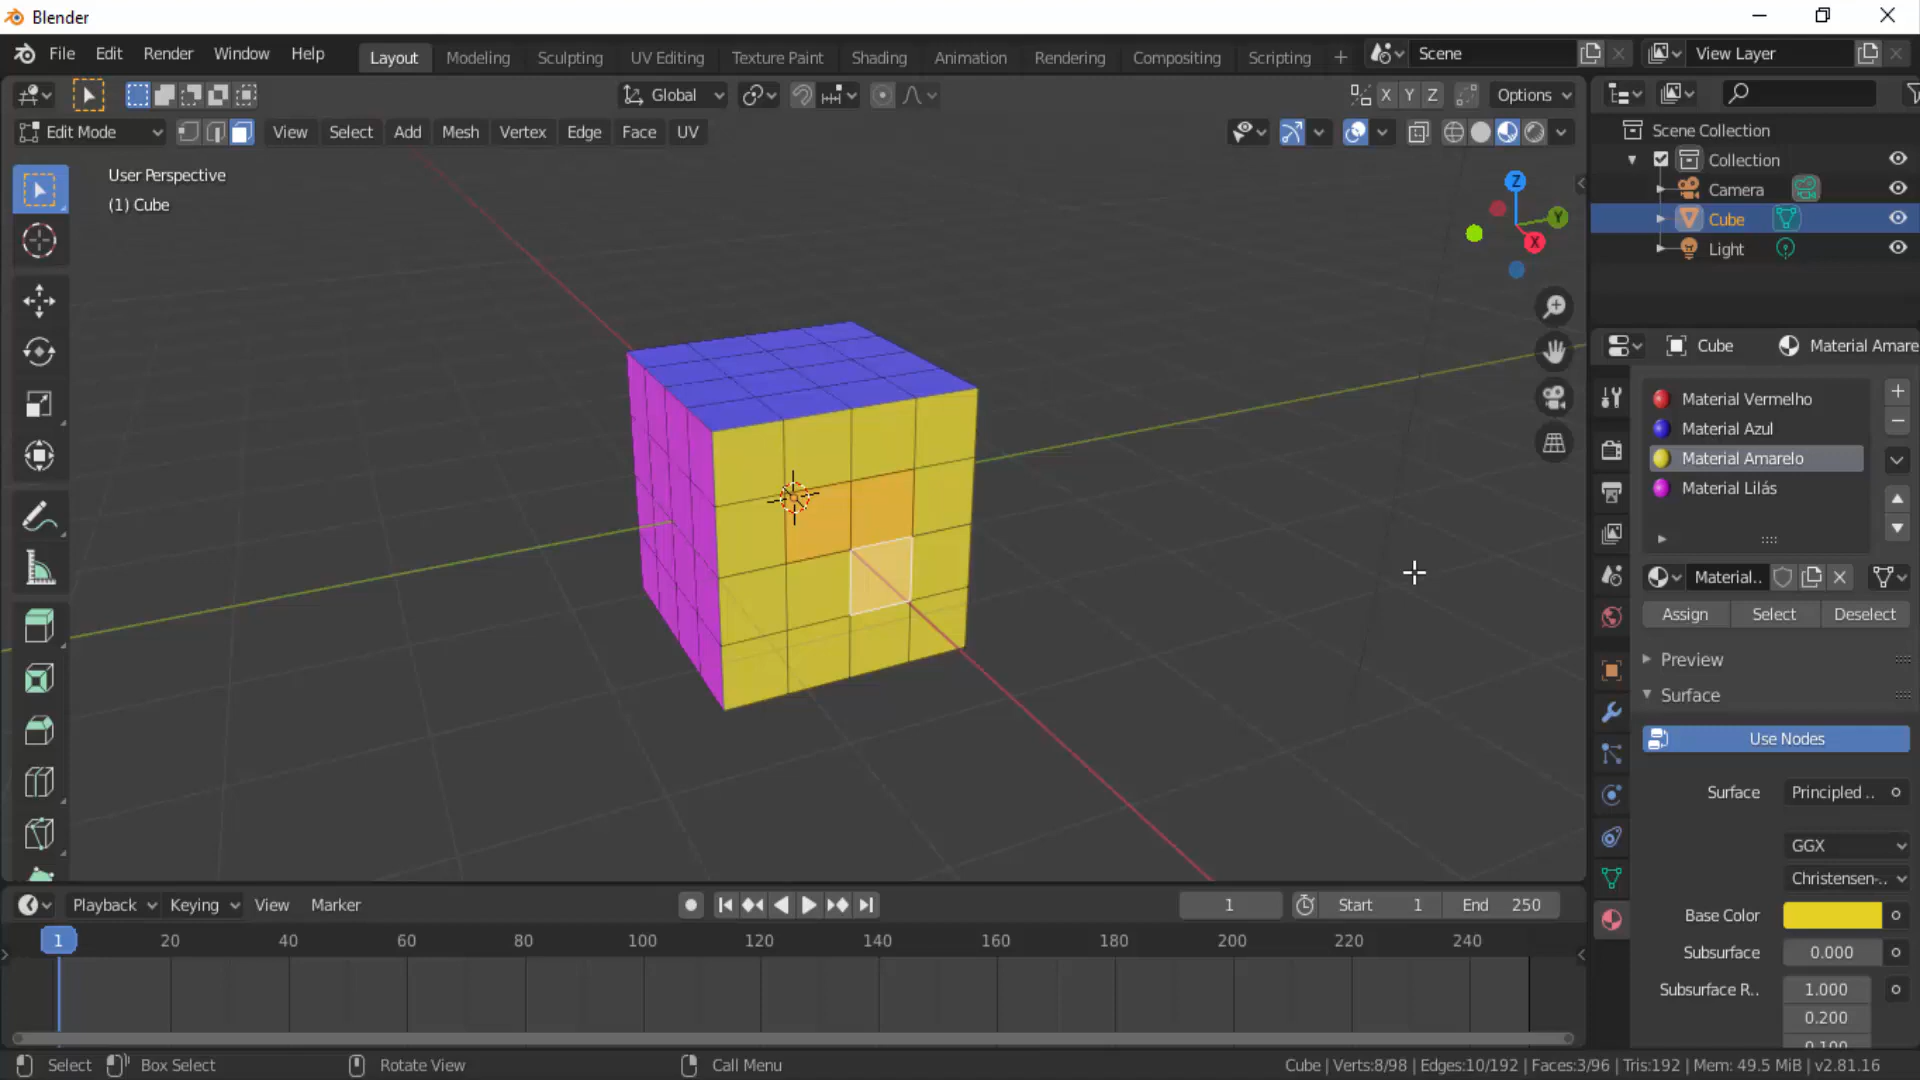 Blender
File Edit Render Window Help
Layout Modeling Sculpting UV Editing Texture Paint Shading Animation Rendering Compositing Scripting +
Scene
View Layer
Global
X Y Z
Options
Edit Mode
View Select Add Mesh Vertex Edge Face UV
User Perspective
(1) Cube
Z
Y
X
Scene Collection
Collection
Camera
Cube
Light
Cube
Material Amare
Material Vermelho
Material Azul
Material Amarelo
Material Lilás
Material..
Assign Select Deselect
Preview
Surface
Use Nodes
Surface Principled ..
GGX
Christensen-..
Base Color
Subsurface 0.000
Subsurface R.. 1.000
0.200
0.100
Playback Keying View Marker
1
Start 1
End 250
1 20 40 60 80 100 120 140 160 180 200 220 240
Select Box Select Rotate View Call Menu
Cube | Verts:8/98 | Edges:10/192 | Faces:3/96 | Tris:192 | Mem: 49.5 MiB | v2.81.16